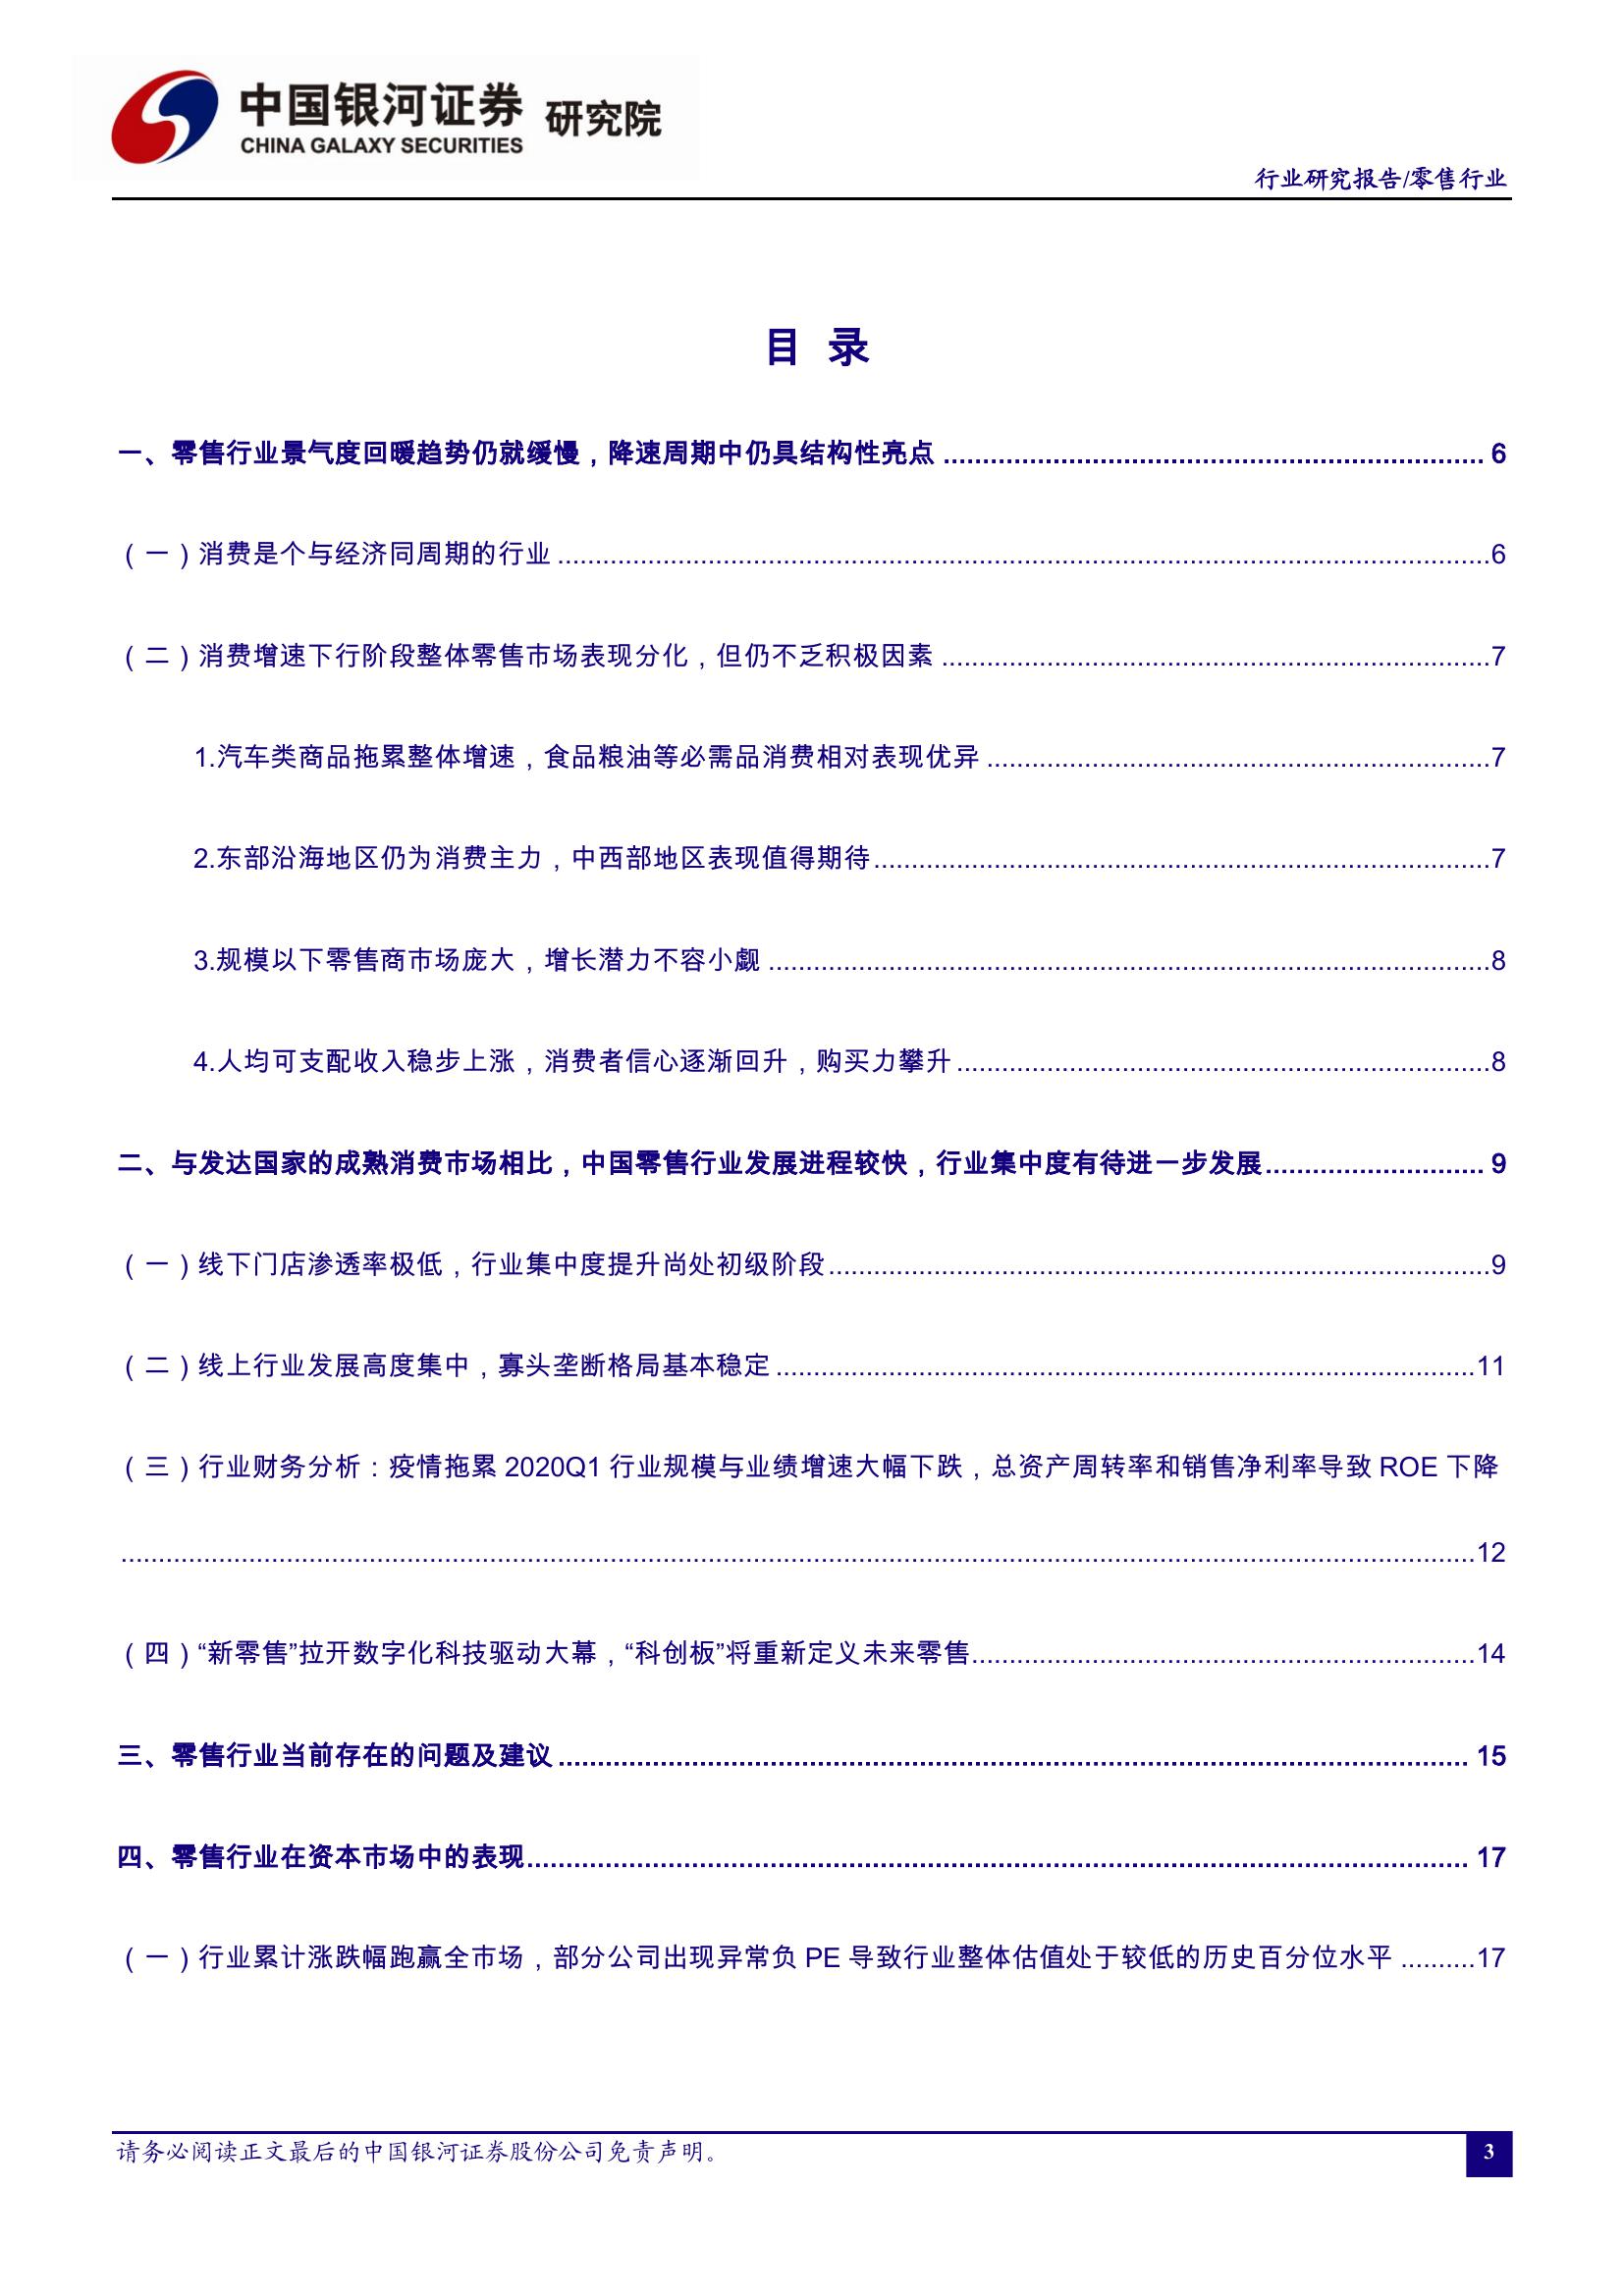 中国银河证券 研究院
CHINA GALAXY SECURITIES
行业研究报告/零售行业
目 录
一、零售行业景气度回暖趋势仍就缓慢，降速周期中仍具结构性亮点 ........ 6
（一）消费是个与经济同周期的行业 ........6
（二）消费增速下行阶段整体零售市场表现分化，但仍不乏积极因素 ........7
1.汽车类商品拖累整体增速，食品粮油等必需品消费相对表现优异 ........7
2.东部沿海地区仍为消费主力，中西部地区表现值得期待........7
3.规模以下零售商市场庞大，增长潜力不容小觑 ........8
4.人均可支配收入稳步上涨，消费者信心逐渐回升，购买力攀升 ........8
二、与发达国家的成熟消费市场相比，中国零售行业发展进程较快，行业集中度有待进一步发展........ 9
（一）线下门店渗透率极低，行业集中度提升尚处初级阶段........9
（二）线上行业发展高度集中，寡头垄断格局基本稳定 ........11
（三）行业财务分析：疫情拖累 2020Q1 行业规模与业绩增速大幅下跌，总资产周转率和销售净利率导致 ROE 下降
........12
（四）“新零售”拉开数字化科技驱动大幕，“科创板”将重新定义未来零售........14
三、零售行业当前存在的问题及建议 ........ 15
四、零售行业在资本市场中的表现........ 17
（一）行业累计涨跌幅跑赢全市场，部分公司出现异常负 PE 导致行业整体估值处于较低的历史百分位水平 ........17
请务必阅读正文最后的中国银河证券股份公司免责声明。
3